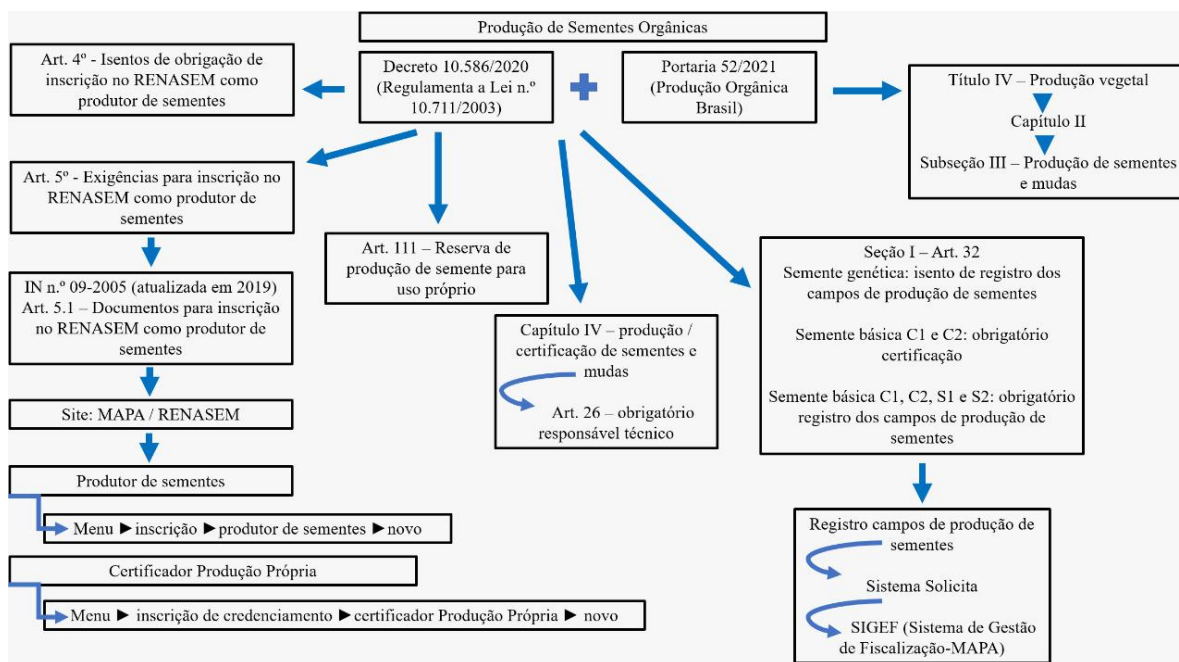 Produção de Sementes Orgânicas
Art. 4º - Isentos de obrigação de
inscrição no RENASEM como
produtor de sementes
Decreto 10.586/2020
(Regulamenta a Lei n.º
10.711/2003)
Portaria 52/2021
(Produção Orgânica
Brasil)
Título IV – Produção vegetal
Capítulo II
Subseção III – Produção de sementes
e mudas
Art. 5º - Exigências para inscrição no
RENASEM como produtor de
sementes
IN n.º 09-2005 (atualizada em 2019)
Art. 5.1 – Documentos para inscrição
no RENASEM como produtor de
sementes
Site: MAPA / RENASEM
Produtor de sementes
Menu ►inscrição ►produtor de sementes ►novo
Certificador Produção Própria
Menu ► inscrição de credenciamento ►certificador Produção Própria ► novo
Art. 111 – Reserva de
produção de semente para
uso próprio
Capítulo IV – produção /
certificação de sementes e
mudas
Art. 26 – obrigatório
responsável técnico
Seção I – Art. 32
Semente genética: isento de registro dos
campos de produção de sementes
Semente básica C1 e C2: obrigatório
certificação
Semente básica C1, C2, S1 e S2: obrigatório
registro dos campos de produção de
sementes
Registro campos de produção de
sementes
Sistema Solicita
SIGEF (Sistema de Gestão
de Fiscalização-MAPA)